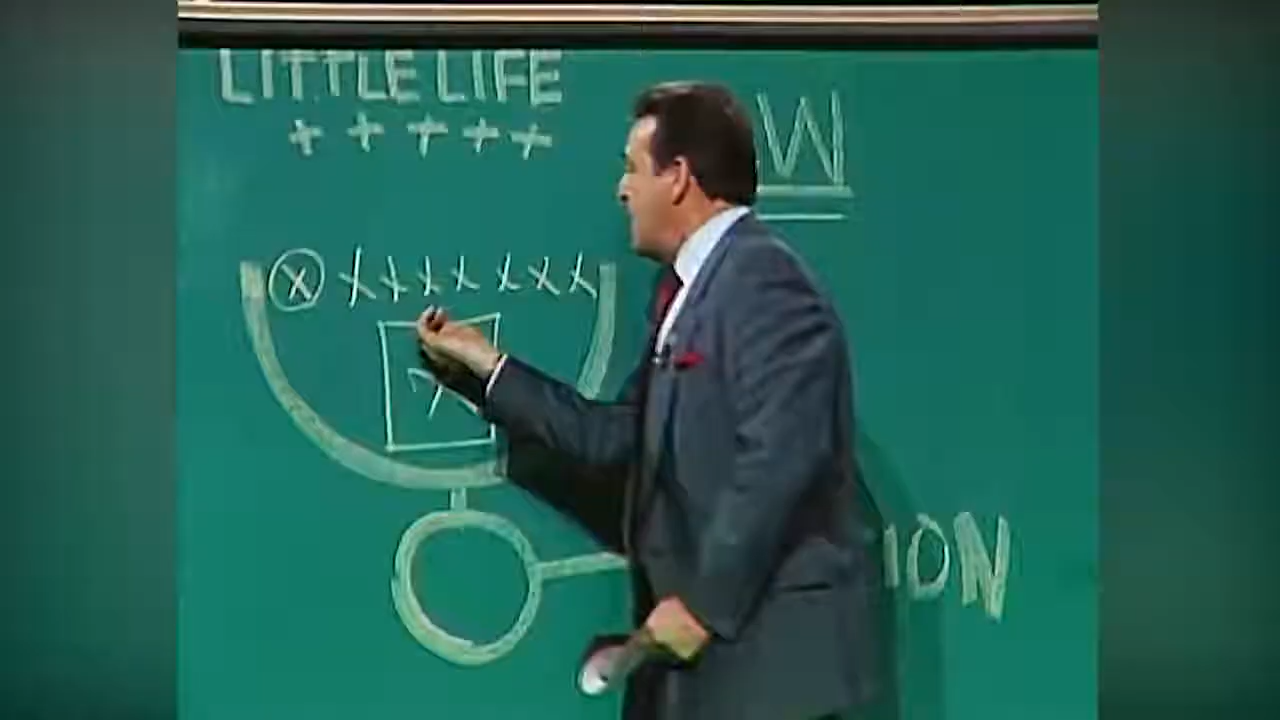 LITTLE LIFE
+ + + + +
W
X X X X X X X X
X
ION